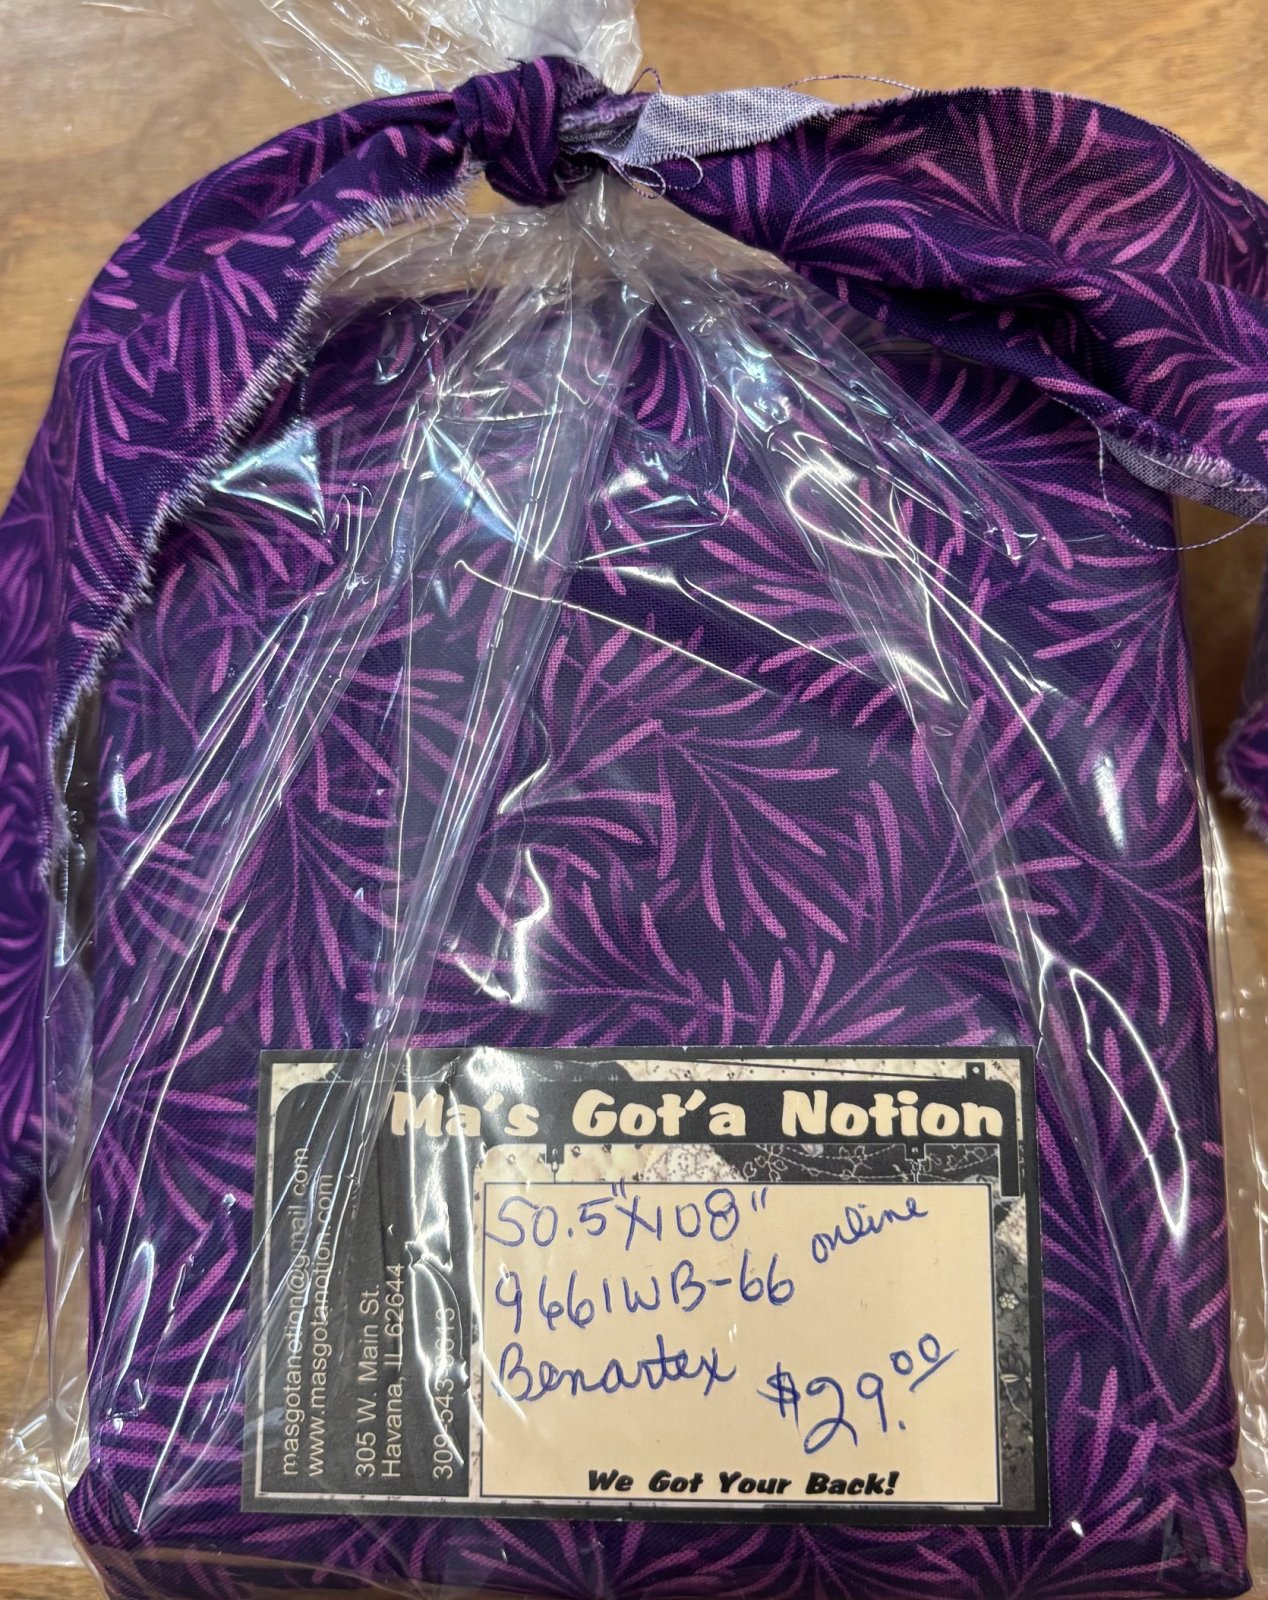 Ma's Got'a Notion
masgotanotion@gmail.com
www.masgotanotion.com
305 W. Main St.
Havana, IL 62644
50.5"X108"
online
9661WB-66
Benartex
$29.00
We Got Your Back!